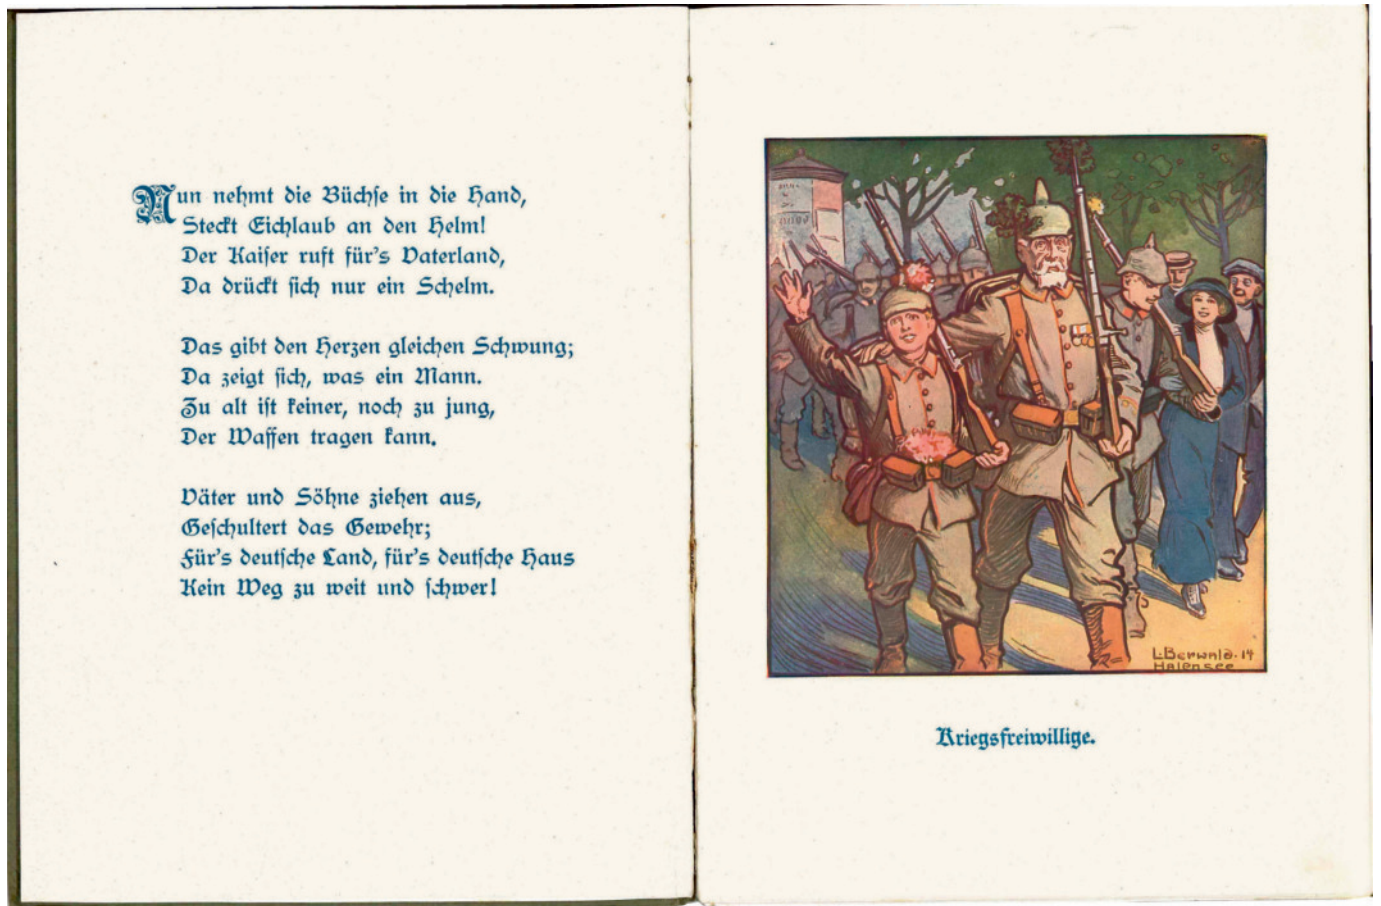 Nun nehmt die Büchse in die Hand,
Steckt Eichlaub an den Helm!
Der Kaiser ruft für's Vaterland,
Da drückt sich nur ein Schelm.
Das gibt den Herzen gleichen Schwung;
Da zeigt sich, was ein Mann.
Zu alt ist keiner, noch zu jung,
Der Waffen tragen kann.
Väter und Söhne ziehen aus,
Geschultert das Gewehr;
Für's deutsche Land, für's deutsche Haus
Kein Weg zu weit und schwer!
L. Berwald. 14
Halensee
Kriegsfreiwillige.